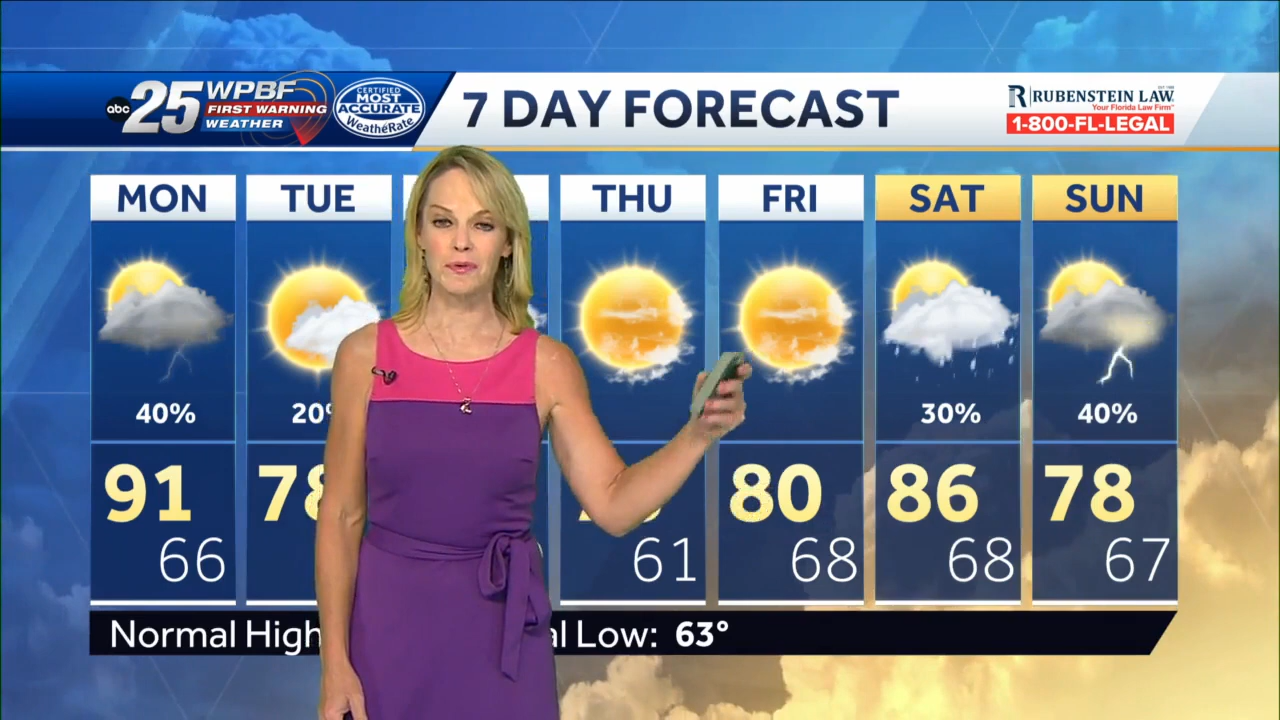 abc 25 WPBF
FIRST WARNING
WEATHER
CERTIFIED
MOST
ACCURATE
WeatheRate
7 DAY FORECAST
R RUBENSTEIN LAW
Your Florida Law Firm
1-800-FL-LEGAL
MON TUE THU FRI SAT SUN
40% 20% 30% 40%
91 78 80 86 78
66 61 68 68 67
Normal High Low: 63°